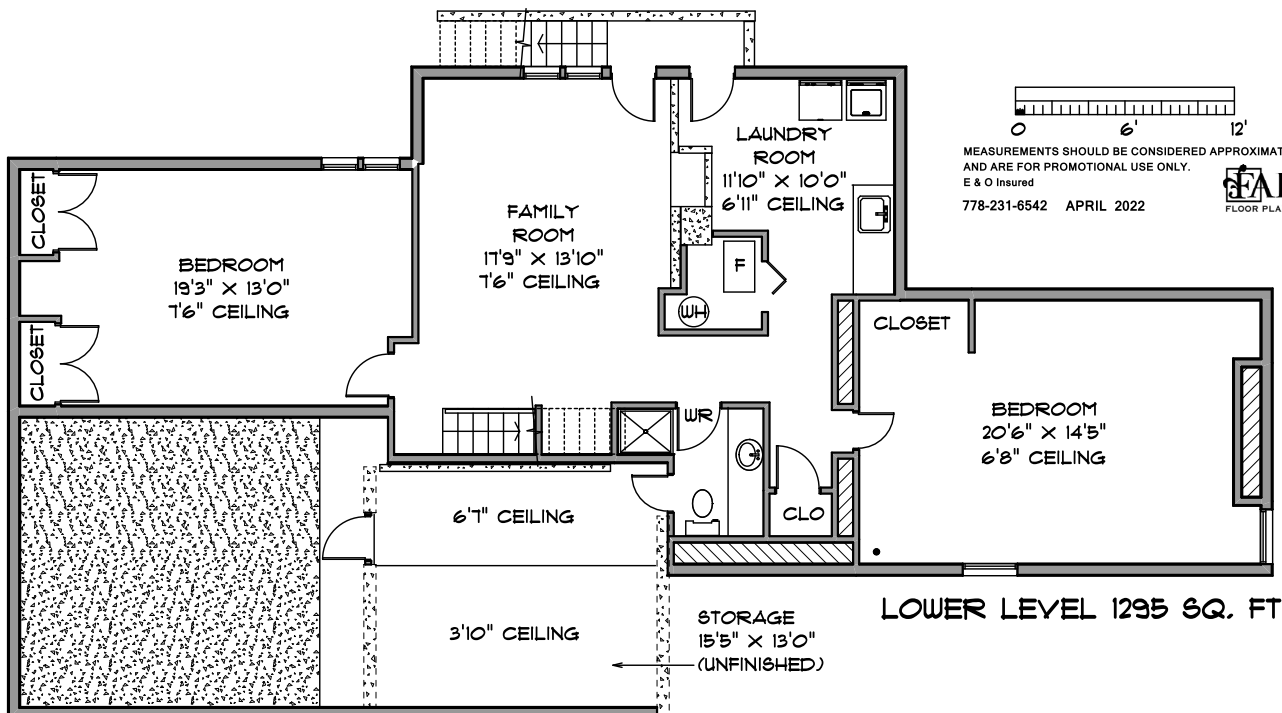 0 6' 12'
MEASUREMENTS SHOULD BE CONSIDERED APPROXIMAT
AND ARE FOR PROMOTIONAL USE ONLY.
E & O Insured
778-231-6542 APRIL 2022
FLOOR PLA
LAUNDRY
ROOM
11'10" X 10'0"
6'11" CEILING
CLOSET
FAMILY
ROOM
17'9" X 13'10"
7'6" CEILING
BEDROOM
19'3" X 13'0"
7'6" CEILING
F
WH
CLOSET
CLOSET
BEDROOM
20'6" X 14'5"
6'8" CEILING
WR
CLO
6'7" CEILING
3'10" CEILING
STORAGE
15'5" X 13'0"
(UNFINISHED)
LOWER LEVEL 1295 SQ. FT